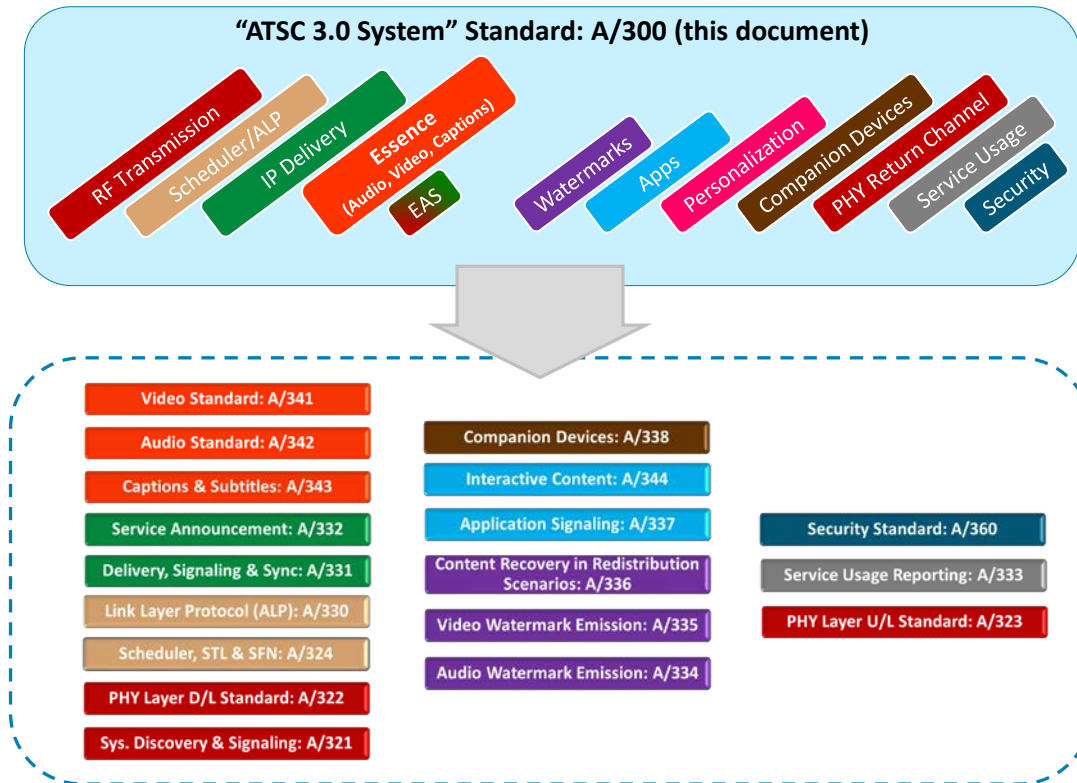 “ATSC 3.0 System” Standard: A/300 (this document)
RF Transmission
Scheduler/ALP
IP Delivery
Essence
(Audio, Video, Captions)
EAS
Watermarks
Apps
Personalization
Companion Devices
PHY Return Channel
Service Usage
Security
Video Standard: A/341
Audio Standard: A/342
Captions & Subtitles: A/343
Service Announcement: A/332
Delivery, Signaling & Sync: A/331
Link Layer Protocol (ALP): A/330
Scheduler, STL & SFN: A/324
PHY Layer D/L Standard: A/322
Sys. Discovery & Signaling: A/321
Companion Devices: A/338
Interactive Content: A/344
Application Signaling: A/337
Content Recovery in Redistribution
Scenarios: A/336
Video Watermark Emission: A/335
Audio Watermark Emission: A/334
Security Standard: A/360
Service Usage Reporting: A/333
PHY Layer U/L Standard: A/323